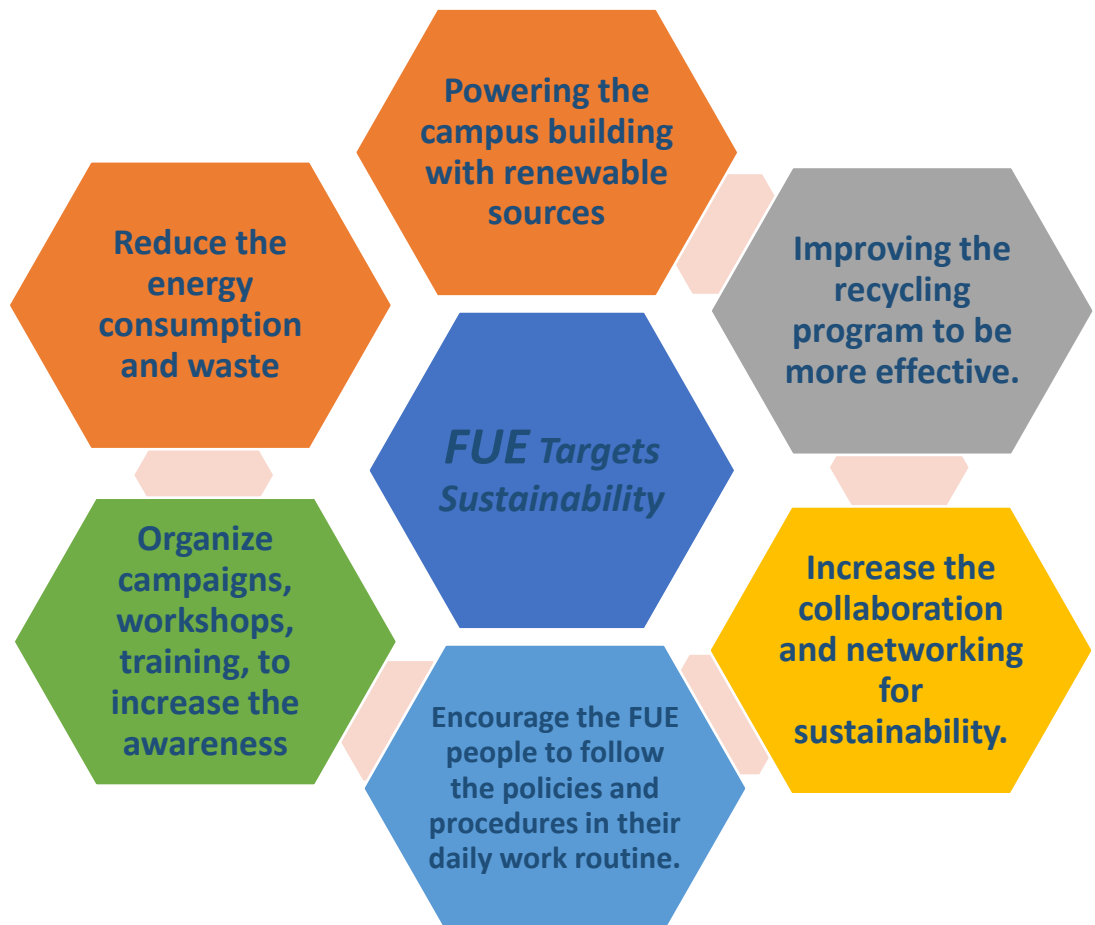 Powering the
campus building
with renewable
sources
Reduce the
energy
consumption
and waste
Improving the
recycling
program to be
more effective.
FUE Targets
Sustainability
Organize
campaigns,
workshops,
training, to
increase the
awareness
Increase the
collaboration
and networking
for
sustainability.
Encourage the FUE
people to follow
the policies and
procedures in their
daily work routine.